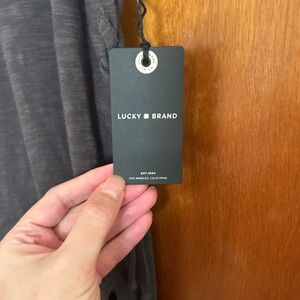 LUCKY BRAND
EST. 1990
LOS ANGELES, CALIFORNIA